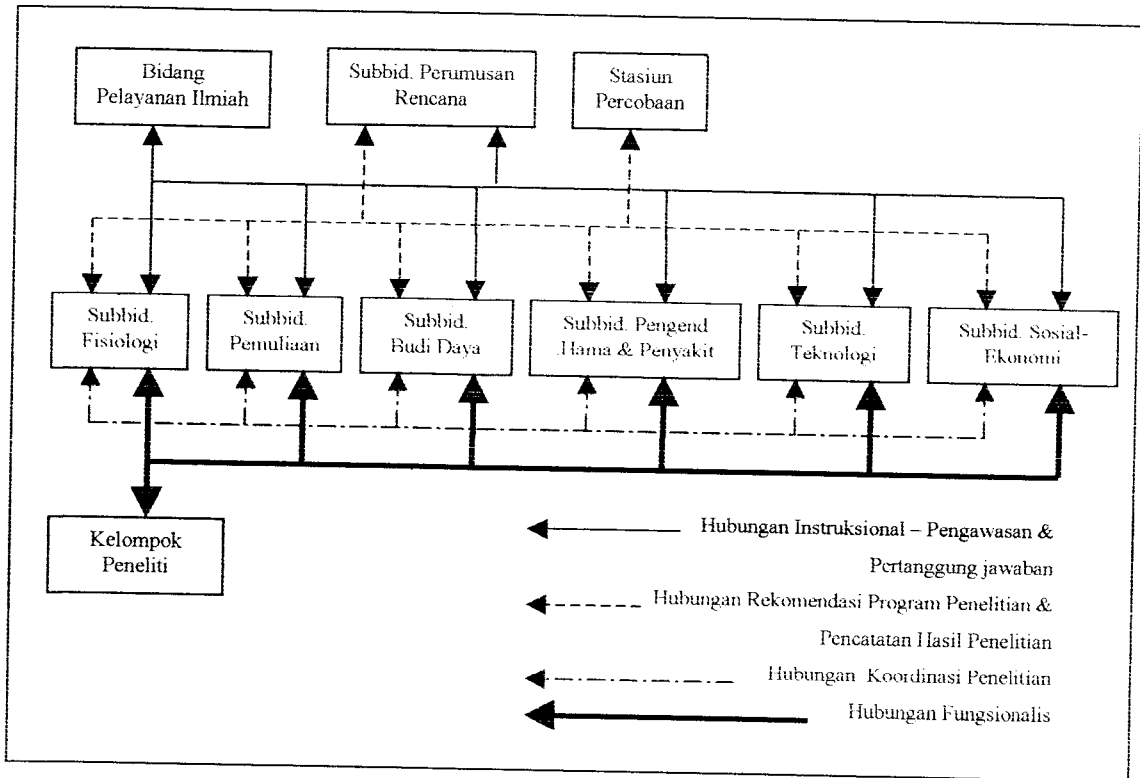 Bidang
Pelayanan Ilmiah
Subbid. Perumusan
Rencana
Stasiun
Percobaan
Subbid.
Fisiologi
Subbid.
Pemuliaan
Subbid.
Budi Daya
Subbid. Pengend
.Hama & Penyakit
Subbid.
Teknologi
Subbid. Sosial-
Ekonomi
Kelompok
Peneliti
Hubungan Instruksional – Pengawasan &
Pertanggung jawaban
Hubungan Rekomendasi Program Penelitian &
Pencatatan Hasil Penelitian
Hubungan Koordinasi Penelitian
Hubungan Fungsionalis